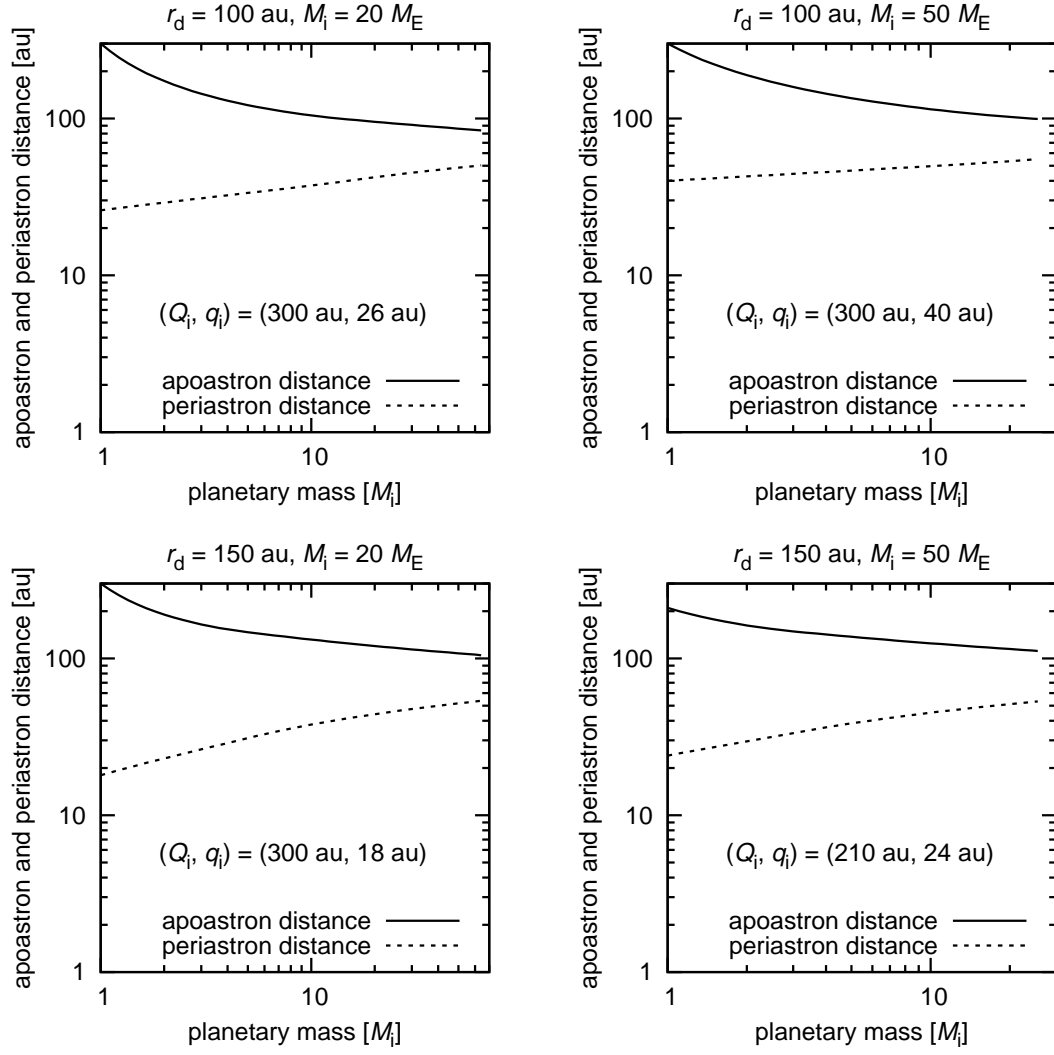 r_d = 100 au, M_i = 20 M_E
apoastron and periastron distance [au]
100
10
1
(Q_i, q_i) = (300 au, 26 au)
apoastron distance
periastron distance
1
10
planetary mass [M_i]
r_d = 100 au, M_i = 50 M_E
apoastron and periastron distance [au]
100
10
1
(Q_i, q_i) = (300 au, 40 au)
apoastron distance
periastron distance
1
10
planetary mass [M_i]
r_d = 150 au, M_i = 20 M_E
apoastron and periastron distance [au]
100
10
1
(Q_i, q_i) = (300 au, 18 au)
apoastron distance
periastron distance
1
10
planetary mass [M_i]
r_d = 150 au, M_i = 50 M_E
apoastron and periastron distance [au]
100
10
1
(Q_i, q_i) = (210 au, 24 au)
apoastron distance
periastron distance
1
10
planetary mass [M_i]